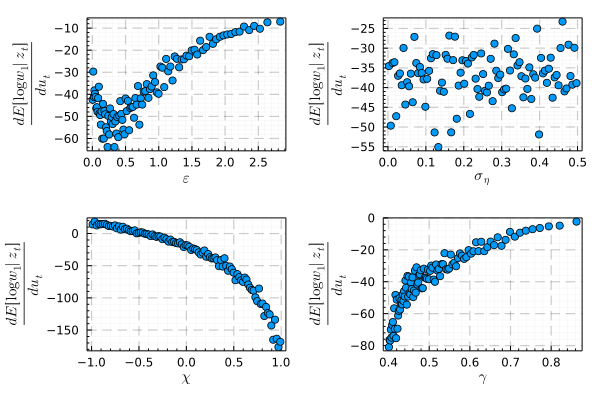 −10
−20
−30
−40
−50
−60
0.0 0.5 1.0 1.5 2.0 2.5
ε
dE[log w₁| z_t]
du_t
−25
−30
−35
−40
−45
−50
−55
0.0 0.1 0.2 0.3 0.4 0.5
σ_η
dE[log w₁| z_t]
du_t
0
−50
−100
−150
−1.0 −0.5 0.0 0.5 1.0
χ
dE[log w₁| z_t]
du_t
0
−20
−40
−60
−80
0.4 0.5 0.6 0.7 0.8
γ
dE[log w₁| z_t]
du_t